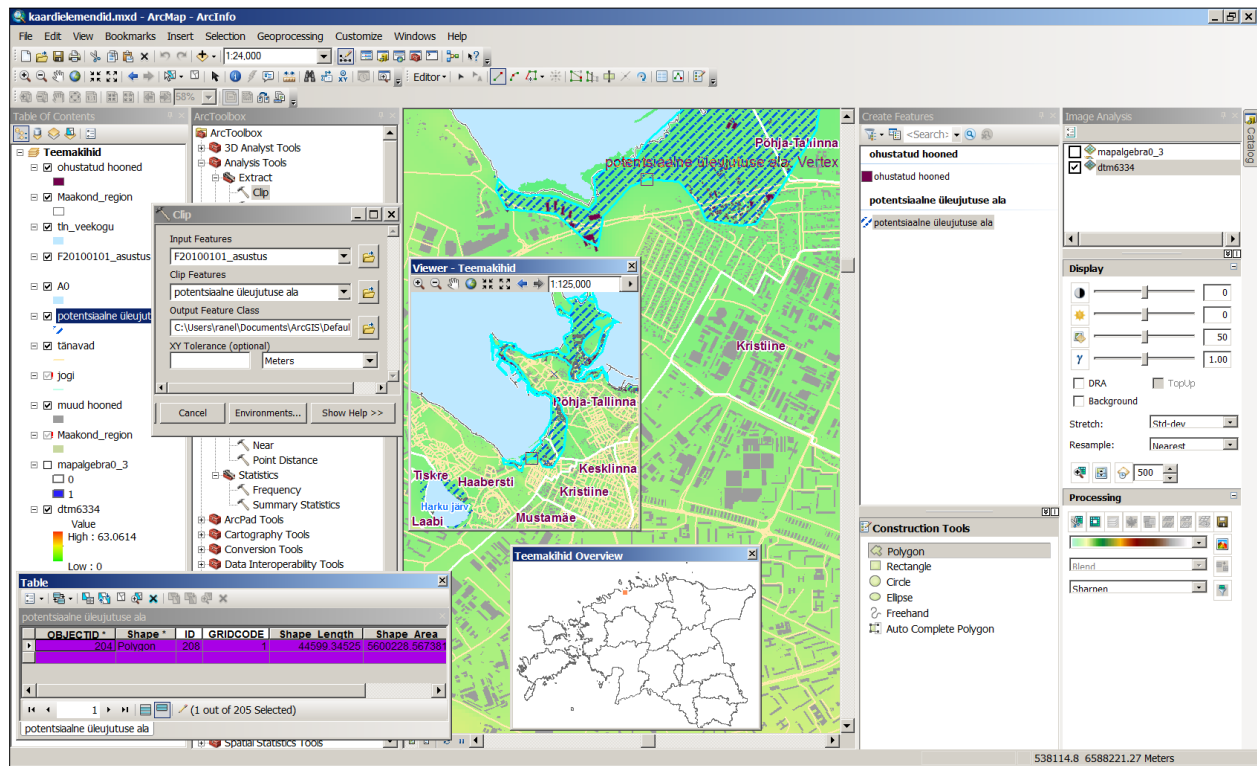 kaardielemendid.mxd - ArcMap - ArcInfo
File Edit View Bookmarks Insert Selection Geoprocessing Customize Windows Help
1:24,000
Editor
58%
Table Of Contents
Teemakihid
ohustatud hooned
Maakond_region
tln_veekogu
F20100101_asustus
A0
potentsiaalne üleujut
tänavad
jogi
muud hooned
Maakond_region
mapalgebra0_3
0
1
dtm6334
Value
High : 63.0614
Low : 0
ArcToolbox
ArcToolbox
3D Analyst Tools
Analysis Tools
Extract
Clip
Near
Point Distance
Statistics
Frequency
Summary Statistics
ArcPad Tools
Cartography Tools
Conversion Tools
Data Interoperability Tools
Spatial Statistics Tools
Clip
Input Features
F20100101_asustus
Clip Features
potentsiaalne üleujutuse ala
Output Feature Class
C:\Users\ranel\Documents\ArcGIS\Defaul
XY Tolerance (optional)
Meters
Cancel Environments... Show Help >>
Põhja-Tallinna
potentsiaalne üleujutuse ala: Vertex
Kristiine
Viewer - Teemakihid
1:125,000
Põhja-Tallinna
Kesklinna
Tiskre
Haabersti
Kristiine
Harku järv
Laabi
Mustamäe
Teemakihid Overview
Table
potentsiaalne üleujutuse ala
OBJECTID * Shape * ID GRIDCODE Shape_Length Shape_Area
204 Polygon 208 1 44599.34525 5600228.567381
1
(1 out of 205 Selected)
potentsiaalne üleujutuse ala
Create Features
<Search>
ohustatud hooned
ohustatud hooned
potentsiaalne üleujutuse ala
potentsiaalne üleujutuse ala
Construction Tools
Polygon
Rectangle
Circle
Ellipse
Freehand
Auto Complete Polygon
Image Analysis
mapalgebra0_3
dtm6334
Display
0
0
50
1.00
DRA TopUp
Background
Stretch: Std-dev
Resample: Nearest
500
Processing
Blend
Sharpen
Catalog
538114.8 6588221.27 Meters